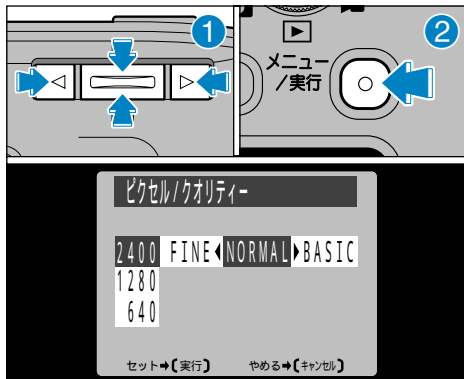 1
2
メニュー
/実行
ピクセル/クオリティー
2400 FINE NORMAL BASIC
1280
640
セット➡【実行】 やめる➡【キャンセル】